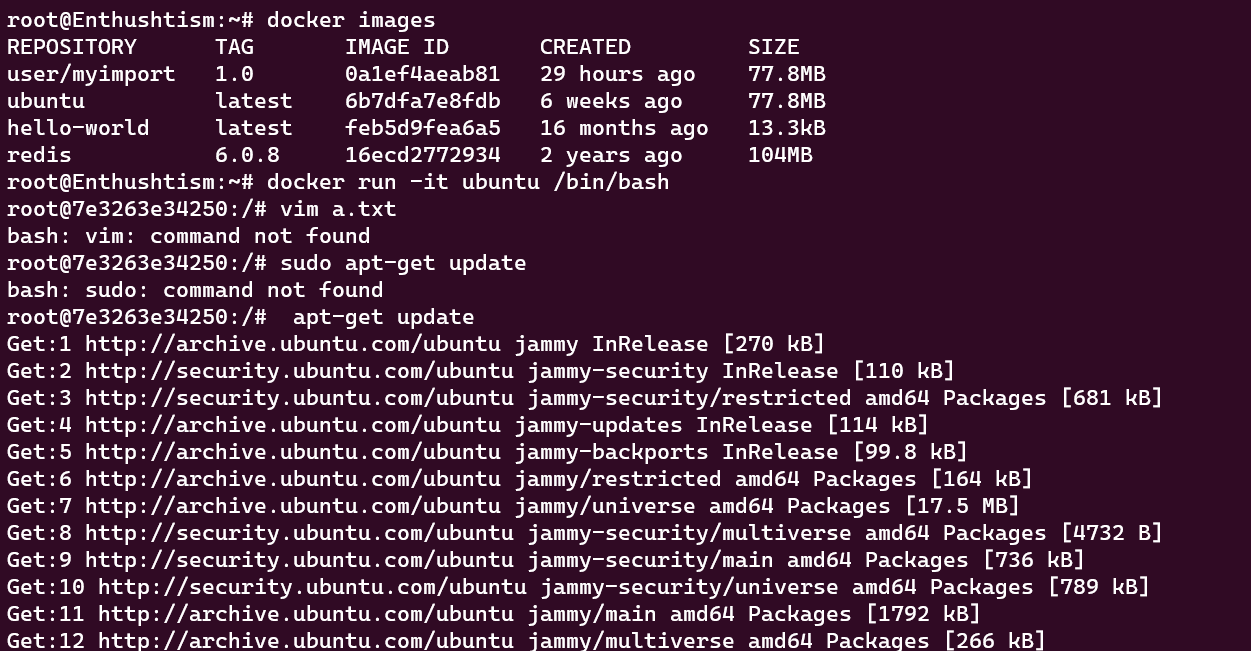 root@Enthushtism:~# docker images
REPOSITORY      TAG       IMAGE ID       CREATED         SIZE
user/myimport   1.0       0a1ef4aeab81   29 hours ago    77.8MB
ubuntu          latest    6b7dfa7e8fdb   6 weeks ago     77.8MB
hello-world     latest    feb5d9fea6a5   16 months ago   13.3kB
redis           6.0.8     16ecd2772934   2 years ago     104MB
root@Enthushtism:~# docker run -it ubuntu /bin/bash
root@7e3263e34250:/# vim a.txt
bash: vim: command not found
root@7e3263e34250:/# sudo apt-get update
bash: sudo: command not found
root@7e3263e34250:/#  apt-get update
Get:1 http://archive.ubuntu.com/ubuntu jammy InRelease [270 kB]
Get:2 http://security.ubuntu.com/ubuntu jammy-security InRelease [110 kB]
Get:3 http://security.ubuntu.com/ubuntu jammy-security/restricted amd64 Packages [681 kB]
Get:4 http://archive.ubuntu.com/ubuntu jammy-updates InRelease [114 kB]
Get:5 http://archive.ubuntu.com/ubuntu jammy-backports InRelease [99.8 kB]
Get:6 http://archive.ubuntu.com/ubuntu jammy/restricted amd64 Packages [164 kB]
Get:7 http://archive.ubuntu.com/ubuntu jammy/universe amd64 Packages [17.5 MB]
Get:8 http://security.ubuntu.com/ubuntu jammy-security/multiverse amd64 Packages [4732 B]
Get:9 http://security.ubuntu.com/ubuntu jammy-security/main amd64 Packages [736 kB]
Get:10 http://security.ubuntu.com/ubuntu jammy-security/universe amd64 Packages [789 kB]
Get:11 http://archive.ubuntu.com/ubuntu jammy/main amd64 Packages [1792 kB]
Get:12 http://archive.ubuntu.com/ubuntu jammy/multiverse amd64 Packages [266 kB]